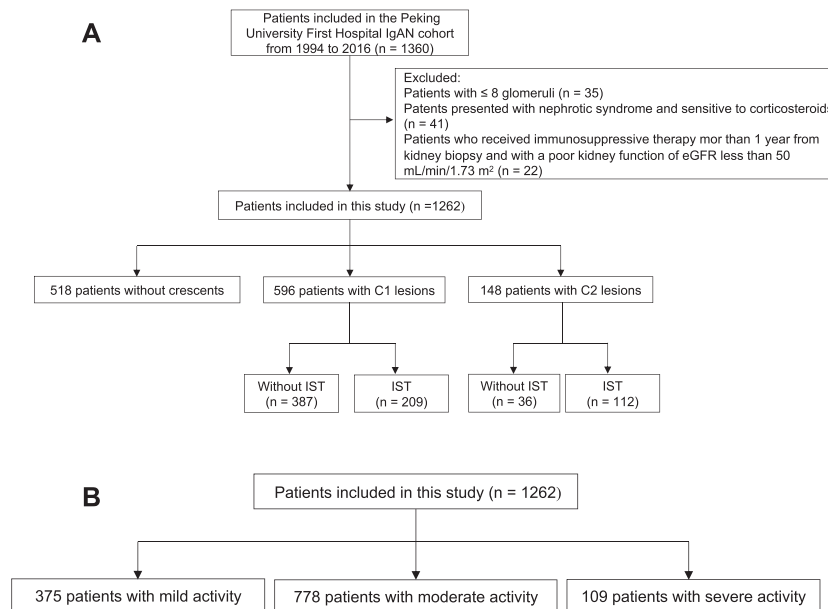 A
Patients included in the Peking
University First Hospital IgAN cohort
from 1994 to 2016 (n = 1360)
Excluded:
Patients with ≤ 8 glomeruli (n = 35)
Patents presented with nephrotic syndrome and sensitive to corticosteroids
(n = 41)
Patients who received immunosuppressive therapy mor than 1 year from
kidney biopsy and with a poor kidney function of eGFR less than 50
mL/min/1.73 m² (n = 22)
Patients included in this study (n =1262)
518 patients without crescents
596 patients with C1 lesions
148 patients with C2 lesions
Without IST
(n = 387)
IST
(n = 209)
Without IST
(n = 36)
IST
(n = 112)
B
Patients included in this study (n = 1262)
375 patients with mild activity
778 patients with moderate activity
109 patients with severe activity